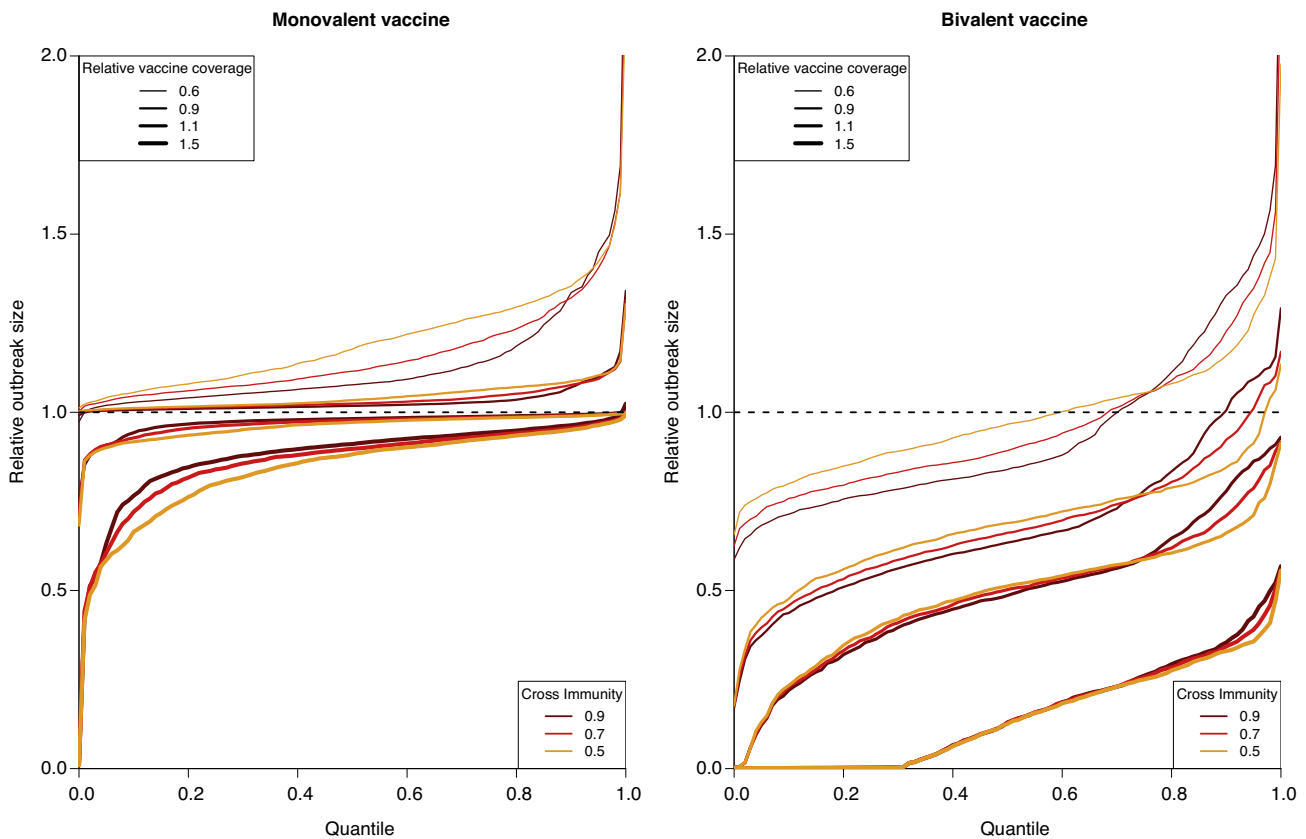 Monovalent vaccine
Relative vaccine coverage
0.6
0.9
1.1
1.5
2.0
1.5
1.0
0.5
0.0
Relative outbreak size
Cross Immunity
0.9
0.7
0.5
0.0 0.2 0.4 0.6 0.8 1.0
Quantile
Bivalent vaccine
Relative vaccine coverage
0.6
0.9
1.1
1.5
2.0
1.5
1.0
0.5
0.0
Relative outbreak size
Cross Immunity
0.9
0.7
0.5
0.0 0.2 0.4 0.6 0.8 1.0
Quantile